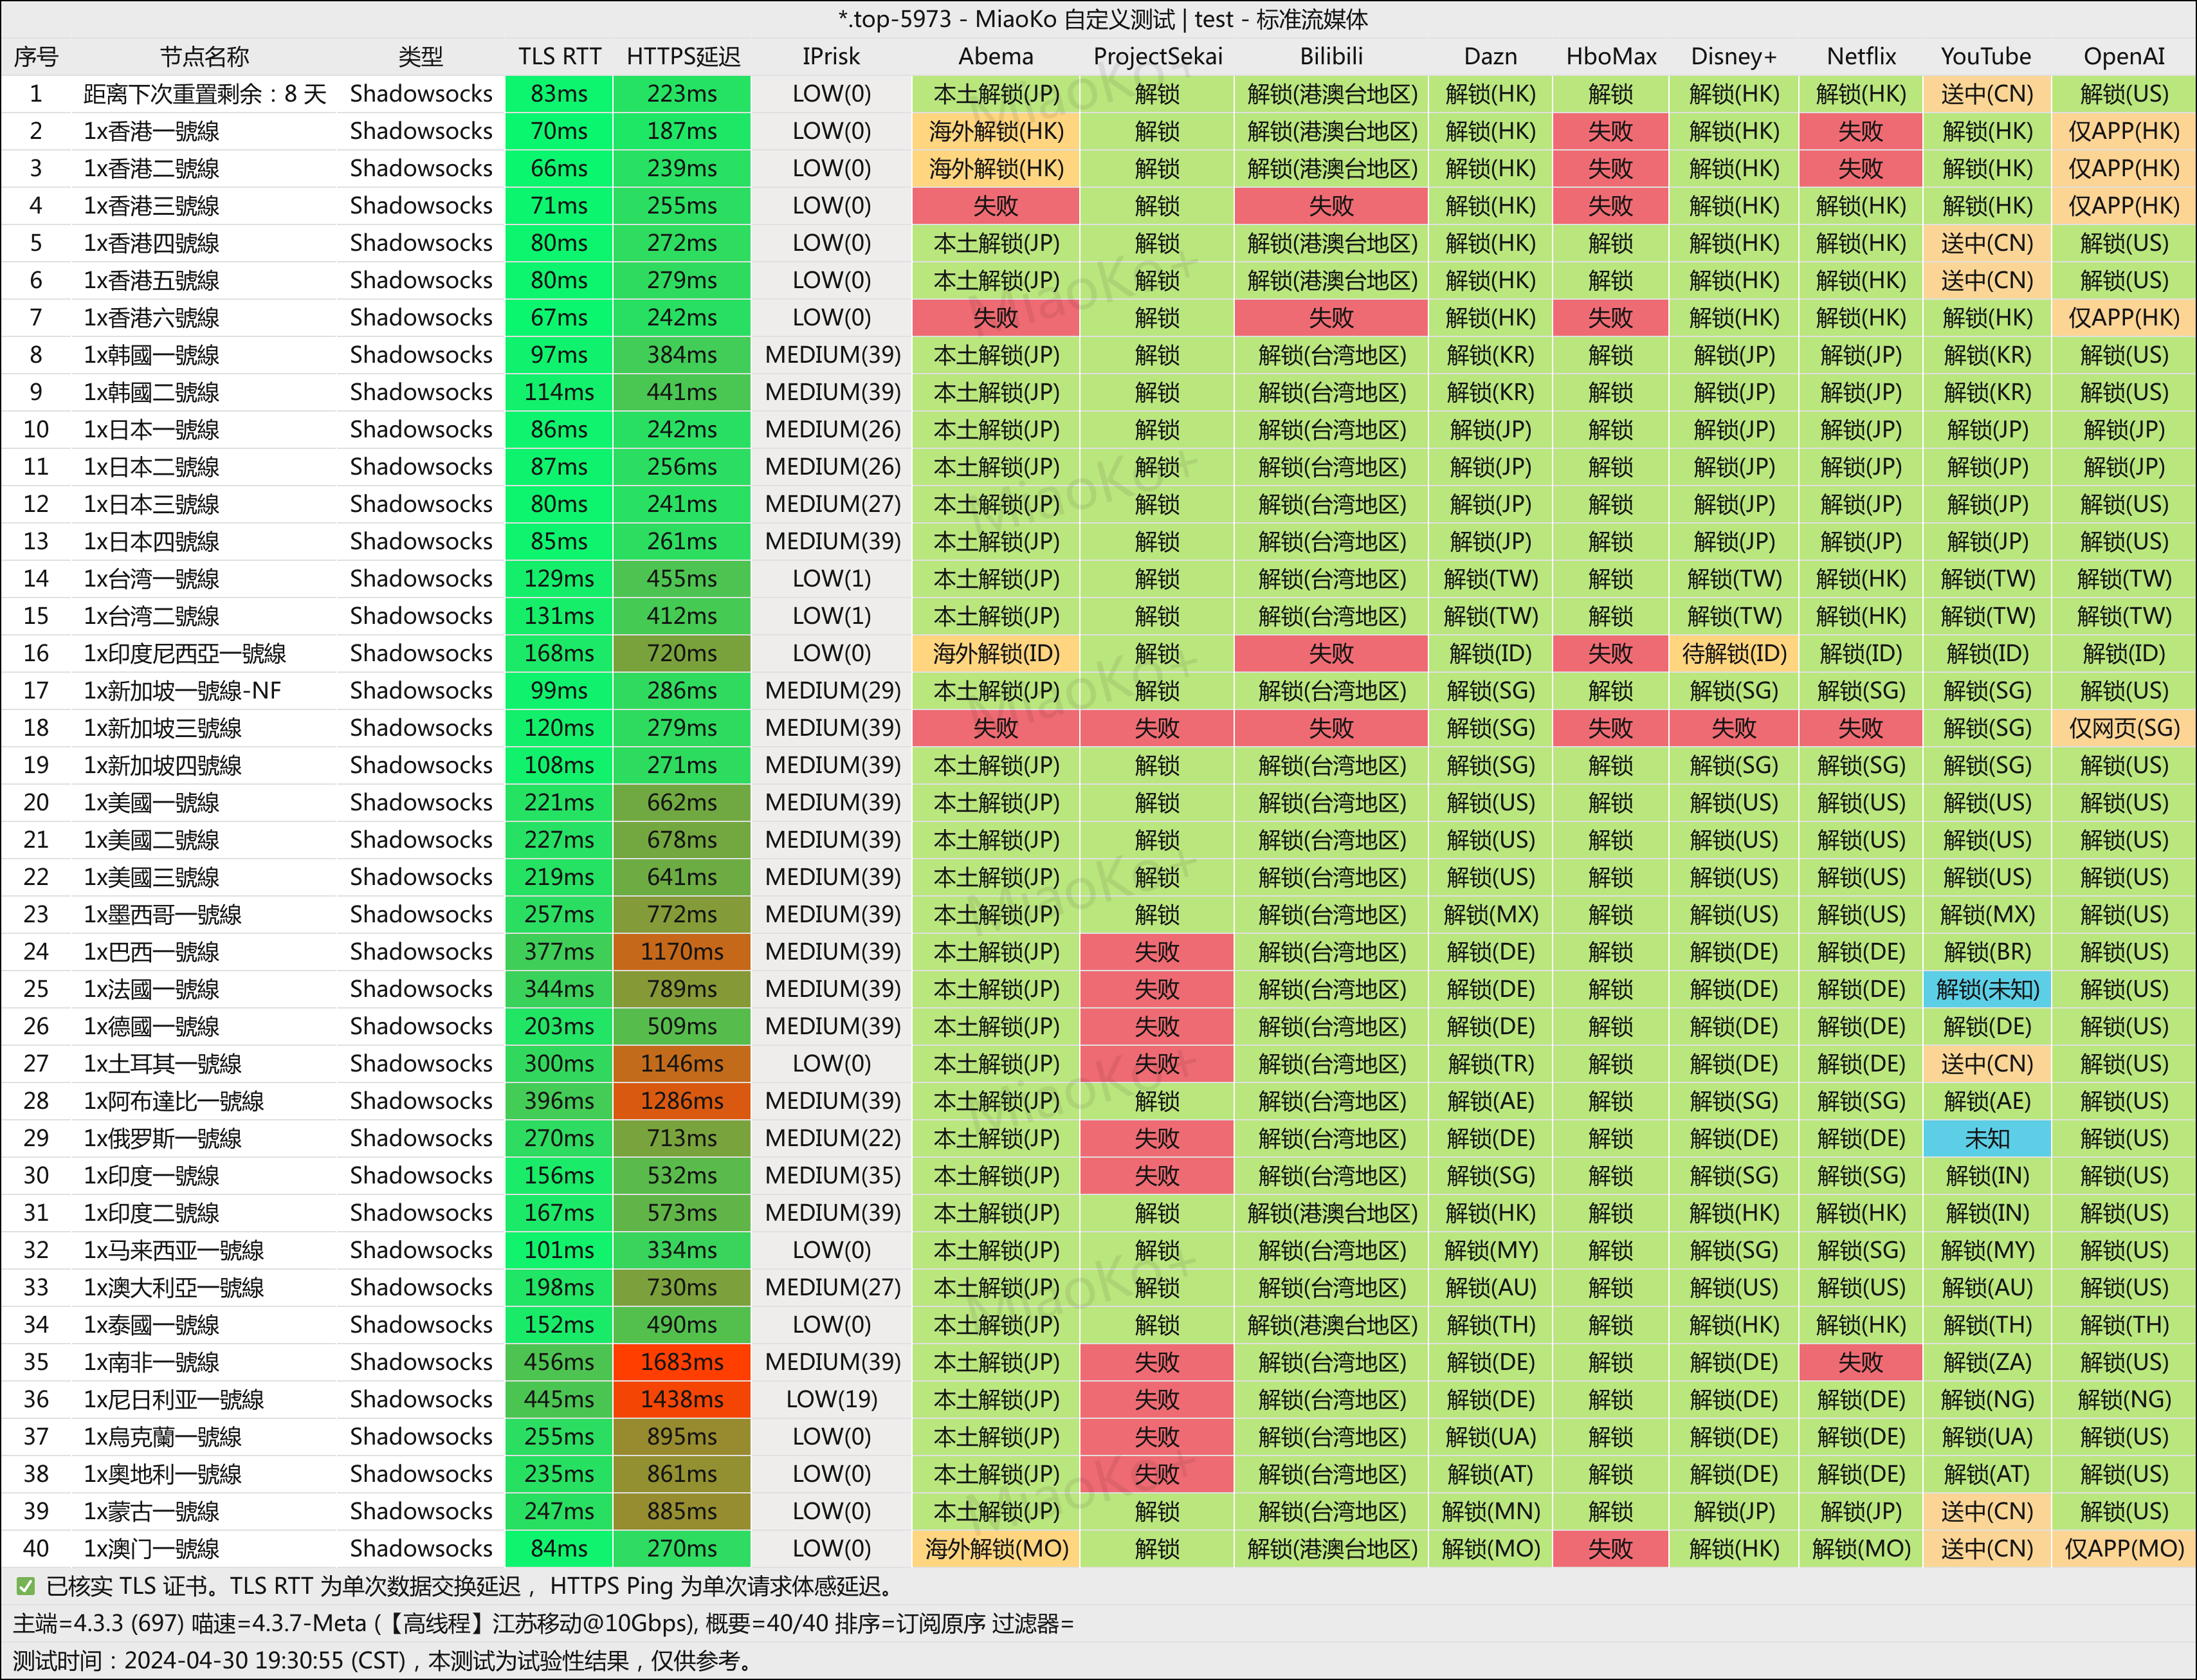 *.top-5973 - MiaoKo 自定义测试 | test - 标准流媒体
序号 节点名称 类型 TLS RTT HTTPS延迟 IPrisk Abema ProjectSekai Bilibili Dazn HboMax Disney+ Netflix YouTube OpenAI
1 距离下次重置剩余：8 天 Shadowsocks 83ms 223ms LOW(0) 本土解锁(JP) 解锁 解锁(港澳台地区) 解锁(HK) 解锁 解锁(HK) 解锁(HK) 送中(CN) 解锁(US)
2 1x香港一號線 Shadowsocks 70ms 187ms LOW(0) 海外解锁(HK) 解锁 解锁(港澳台地区) 解锁(HK) 失败 解锁(HK) 失败 解锁(HK) 仅APP(HK)
3 1x香港二號線 Shadowsocks 66ms 239ms LOW(0) 海外解锁(HK) 解锁 解锁(港澳台地区) 解锁(HK) 失败 解锁(HK) 失败 解锁(HK) 仅APP(HK)
4 1x香港三號線 Shadowsocks 71ms 255ms LOW(0) 失败 解锁 失败 解锁(HK) 失败 解锁(HK) 解锁(HK) 解锁(HK) 仅APP(HK)
5 1x香港四號線 Shadowsocks 80ms 272ms LOW(0) 本土解锁(JP) 解锁 解锁(港澳台地区) 解锁(HK) 解锁 解锁(HK) 解锁(HK) 送中(CN) 解锁(US)
6 1x香港五號線 Shadowsocks 80ms 279ms LOW(0) 本土解锁(JP) 解锁 解锁(港澳台地区) 解锁(HK) 解锁 解锁(HK) 解锁(HK) 送中(CN) 解锁(US)
7 1x香港六號線 Shadowsocks 67ms 242ms LOW(0) 失败 解锁 失败 解锁(HK) 失败 解锁(HK) 解锁(HK) 解锁(HK) 仅APP(HK)
8 1x韩國一號線 Shadowsocks 97ms 384ms MEDIUM(39) 本土解锁(JP) 解锁 解锁(台湾地区) 解锁(KR) 解锁 解锁(JP) 解锁(JP) 解锁(KR) 解锁(US)
9 1x韩國二號線 Shadowsocks 114ms 441ms MEDIUM(39) 本土解锁(JP) 解锁 解锁(台湾地区) 解锁(KR) 解锁 解锁(JP) 解锁(JP) 解锁(KR) 解锁(US)
10 1x日本一號線 Shadowsocks 86ms 242ms MEDIUM(26) 本土解锁(JP) 解锁 解锁(台湾地区) 解锁(JP) 解锁 解锁(JP) 解锁(JP) 解锁(JP) 解锁(JP)
11 1x日本二號線 Shadowsocks 87ms 256ms MEDIUM(26) 本土解锁(JP) 解锁 解锁(台湾地区) 解锁(JP) 解锁 解锁(JP) 解锁(JP) 解锁(JP) 解锁(JP)
12 1x日本三號線 Shadowsocks 80ms 241ms MEDIUM(27) 本土解锁(JP) 解锁 解锁(台湾地区) 解锁(JP) 解锁 解锁(JP) 解锁(JP) 解锁(JP) 解锁(US)
13 1x日本四號線 Shadowsocks 85ms 261ms MEDIUM(39) 本土解锁(JP) 解锁 解锁(台湾地区) 解锁(JP) 解锁 解锁(JP) 解锁(JP) 解锁(JP) 解锁(US)
14 1x台湾一號線 Shadowsocks 129ms 455ms LOW(1) 本土解锁(JP) 解锁 解锁(台湾地区) 解锁(TW) 解锁 解锁(TW) 解锁(HK) 解锁(TW) 解锁(TW)
15 1x台湾二號線 Shadowsocks 131ms 412ms LOW(1) 本土解锁(JP) 解锁 解锁(台湾地区) 解锁(TW) 解锁 解锁(TW) 解锁(HK) 解锁(TW) 解锁(TW)
16 1x印度尼西亞一號線 Shadowsocks 168ms 720ms LOW(0) 海外解锁(ID) 解锁 失败 解锁(ID) 失败 待解锁(ID) 解锁(ID) 解锁(ID) 解锁(ID)
17 1x新加坡一號線-NF Shadowsocks 99ms 286ms MEDIUM(29) 本土解锁(JP) 解锁 解锁(台湾地区) 解锁(SG) 解锁 解锁(SG) 解锁(SG) 解锁(SG) 解锁(US)
18 1x新加坡三號線 Shadowsocks 120ms 279ms MEDIUM(39) 失败 失败 失败 解锁(SG) 失败 失败 失败 解锁(SG) 仅网页(SG)
19 1x新加坡四號線 Shadowsocks 108ms 271ms MEDIUM(39) 本土解锁(JP) 解锁 解锁(台湾地区) 解锁(SG) 解锁 解锁(SG) 解锁(SG) 解锁(SG) 解锁(US)
20 1x美國一號線 Shadowsocks 221ms 662ms MEDIUM(39) 本土解锁(JP) 解锁 解锁(台湾地区) 解锁(US) 解锁 解锁(US) 解锁(US) 解锁(US) 解锁(US)
21 1x美國二號線 Shadowsocks 227ms 678ms MEDIUM(39) 本土解锁(JP) 解锁 解锁(台湾地区) 解锁(US) 解锁 解锁(US) 解锁(US) 解锁(US) 解锁(US)
22 1x美國三號線 Shadowsocks 219ms 641ms MEDIUM(39) 本土解锁(JP) 解锁 解锁(台湾地区) 解锁(US) 解锁 解锁(US) 解锁(US) 解锁(US) 解锁(US)
23 1x墨西哥一號線 Shadowsocks 257ms 772ms MEDIUM(39) 本土解锁(JP) 解锁 解锁(台湾地区) 解锁(MX) 解锁 解锁(US) 解锁(US) 解锁(MX) 解锁(US)
24 1x巴西一號線 Shadowsocks 377ms 1170ms MEDIUM(39) 本土解锁(JP) 失败 解锁(台湾地区) 解锁(DE) 解锁 解锁(DE) 解锁(DE) 解锁(BR) 解锁(US)
25 1x法國一號線 Shadowsocks 344ms 789ms MEDIUM(39) 本土解锁(JP) 失败 解锁(台湾地区) 解锁(DE) 解锁 解锁(DE) 解锁(DE) 解锁(未知) 解锁(US)
26 1x德國一號線 Shadowsocks 203ms 509ms MEDIUM(39) 本土解锁(JP) 失败 解锁(台湾地区) 解锁(DE) 解锁 解锁(DE) 解锁(DE) 解锁(DE) 解锁(US)
27 1x土耳其一號線 Shadowsocks 300ms 1146ms LOW(0) 本土解锁(JP) 失败 解锁(台湾地区) 解锁(TR) 解锁 解锁(DE) 解锁(DE) 送中(CN) 解锁(US)
28 1x阿布達比一號線 Shadowsocks 396ms 1286ms MEDIUM(39) 本土解锁(JP) 解锁 解锁(台湾地区) 解锁(AE) 解锁 解锁(SG) 解锁(SG) 解锁(AE) 解锁(US)
29 1x俄罗斯一號線 Shadowsocks 270ms 713ms MEDIUM(22) 本土解锁(JP) 失败 解锁(台湾地区) 解锁(DE) 解锁 解锁(DE) 解锁(DE) 未知 解锁(US)
30 1x印度一號線 Shadowsocks 156ms 532ms MEDIUM(35) 本土解锁(JP) 失败 解锁(台湾地区) 解锁(SG) 解锁 解锁(SG) 解锁(SG) 解锁(IN) 解锁(US)
31 1x印度二號線 Shadowsocks 167ms 573ms MEDIUM(39) 本土解锁(JP) 解锁 解锁(港澳台地区) 解锁(HK) 解锁 解锁(HK) 解锁(HK) 解锁(IN) 解锁(US)
32 1x马来西亚一號線 Shadowsocks 101ms 334ms LOW(0) 本土解锁(JP) 解锁 解锁(台湾地区) 解锁(MY) 解锁 解锁(SG) 解锁(SG) 解锁(MY) 解锁(US)
33 1x澳大利亞一號線 Shadowsocks 198ms 730ms MEDIUM(27) 本土解锁(JP) 解锁 解锁(台湾地区) 解锁(AU) 解锁 解锁(US) 解锁(US) 解锁(AU) 解锁(US)
34 1x泰國一號線 Shadowsocks 152ms 490ms LOW(0) 本土解锁(JP) 解锁 解锁(港澳台地区) 解锁(TH) 解锁 解锁(HK) 解锁(HK) 解锁(TH) 解锁(TH)
35 1x南非一號線 Shadowsocks 456ms 1683ms MEDIUM(39) 本土解锁(JP) 失败 解锁(台湾地区) 解锁(DE) 解锁 解锁(DE) 失败 解锁(ZA) 解锁(US)
36 1x尼日利亚一號線 Shadowsocks 445ms 1438ms LOW(19) 本土解锁(JP) 失败 解锁(台湾地区) 解锁(DE) 解锁 解锁(DE) 解锁(DE) 解锁(NG) 解锁(NG)
37 1x烏克蘭一號線 Shadowsocks 255ms 895ms LOW(0) 本土解锁(JP) 失败 解锁(台湾地区) 解锁(UA) 解锁 解锁(DE) 解锁(DE) 解锁(UA) 解锁(US)
38 1x奧地利一號線 Shadowsocks 235ms 861ms LOW(0) 本土解锁(JP) 失败 解锁(台湾地区) 解锁(AT) 解锁 解锁(DE) 解锁(DE) 解锁(AT) 解锁(US)
39 1x蒙古一號線 Shadowsocks 247ms 885ms LOW(0) 本土解锁(JP) 解锁 解锁(台湾地区) 解锁(MN) 解锁 解锁(JP) 解锁(JP) 送中(CN) 解锁(US)
40 1x澳门一號線 Shadowsocks 84ms 270ms LOW(0) 海外解锁(MO) 解锁 解锁(港澳台地区) 解锁(MO) 失败 解锁(HK) 解锁(MO) 送中(CN) 仅APP(MO)
✅ 已核实 TLS 证书。TLS RTT 为单次数据交换延迟，HTTPS Ping 为单次请求体感延迟。
主端=4.3.3 (697) 喵速=4.3.7-Meta (【高线程】江苏移动@10Gbps), 概要=40/40 排序=订阅原序 过滤器=
测试时间：2024-04-30 19:30:55 (CST)，本测试为试验性结果，仅供参考。
MiaoKo+
MiaoKo+
MiaoKo+
MiaoKo+
MiaoKo+
MiaoKo+
MiaoKo+
MiaoKo+